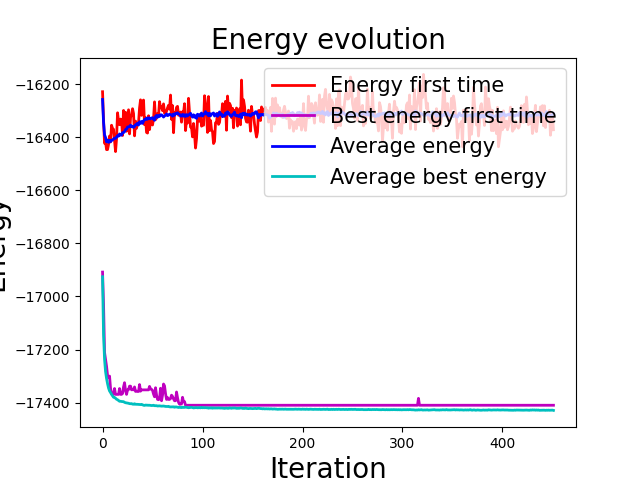 Energy evolution
Energy
−16200
−16400
−16600
−16800
−17000
−17200
−17400
Energy first time
Best energy first time
Average energy
Average best energy
0 100 200 300 400
Iteration